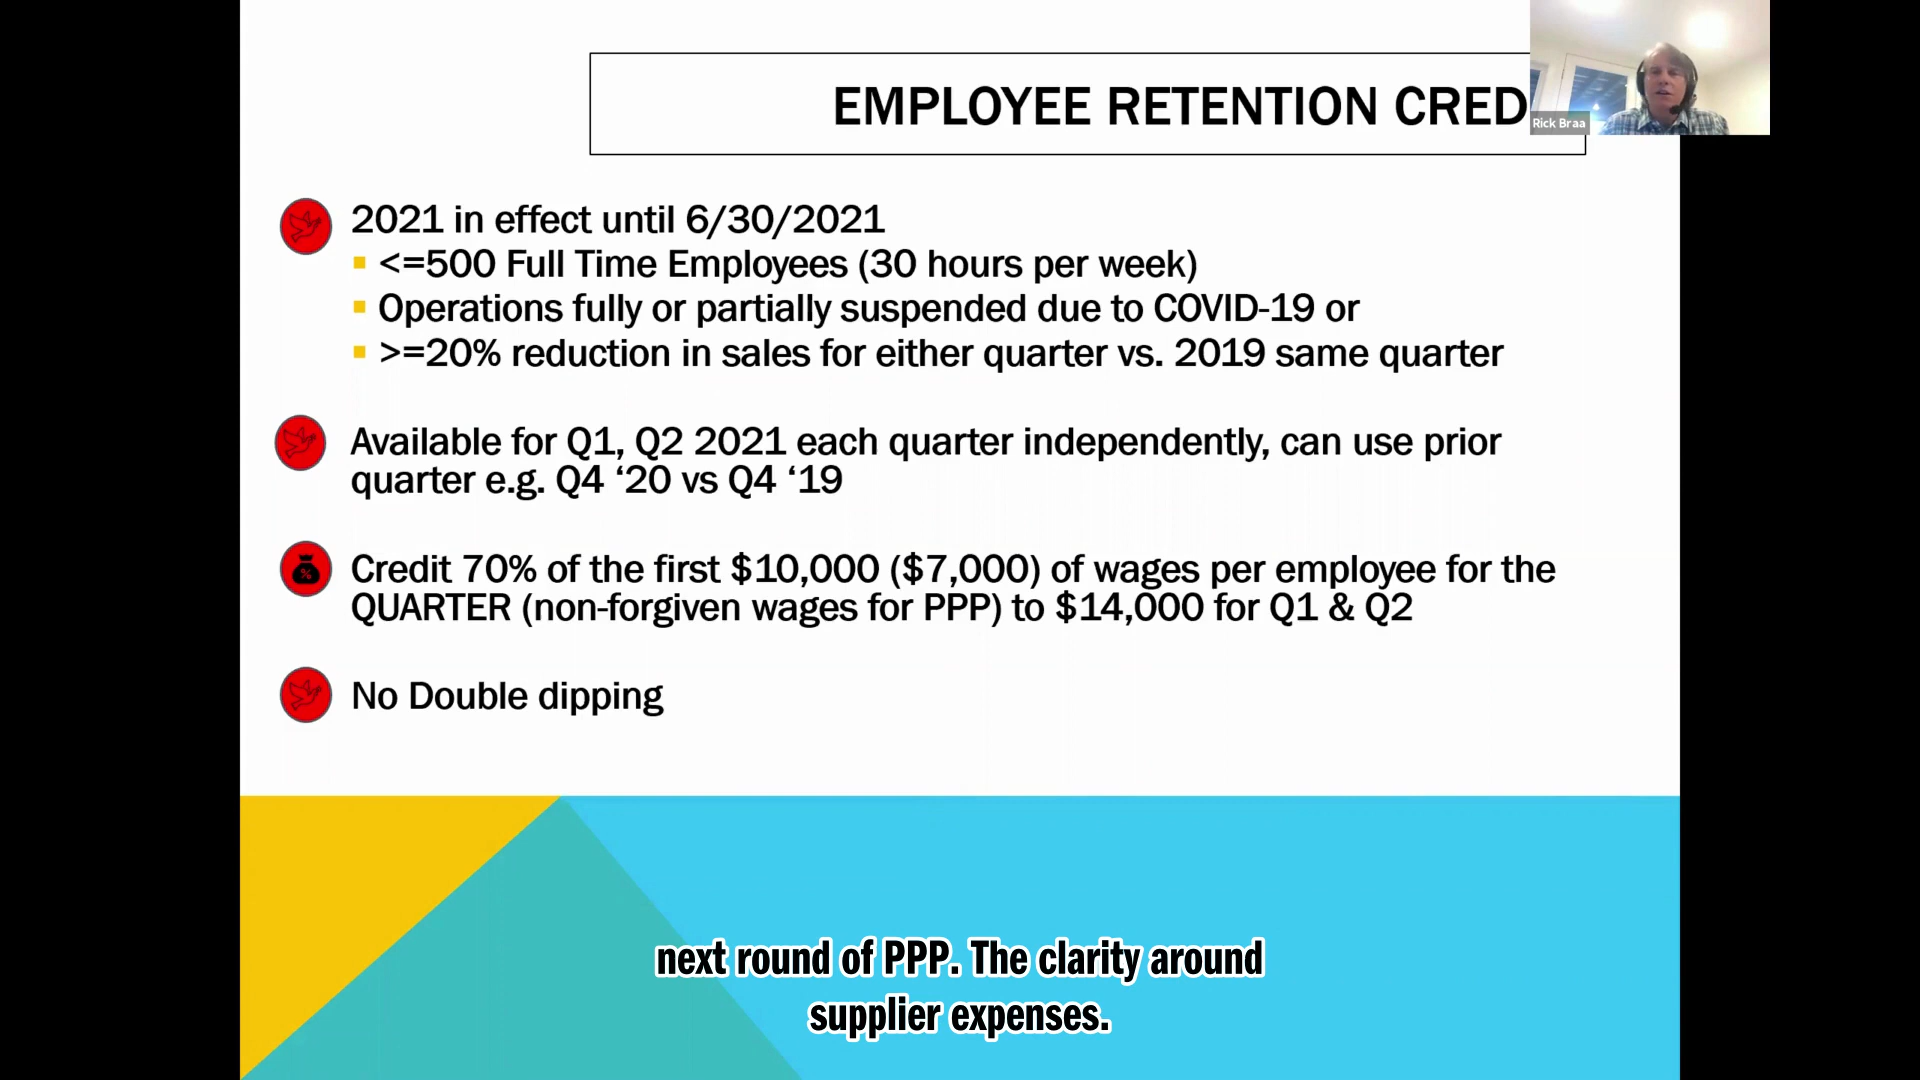 EMPLOYEE RETENTION CRED
Rick Braa
2021 in effect until 6/30/2021
<=500 Full Time Employees (30 hours per week)
Operations fully or partially suspended due to COVID-19 or
>=20% reduction in sales for either quarter vs. 2019 same quarter
Available for Q1, Q2 2021 each quarter independently, can use prior
quarter e.g. Q4 ‘20 vs Q4 ‘19
%
Credit 70% of the first $10,000 ($7,000) of wages per employee for the
QUARTER (non-forgiven wages for PPP) to $14,000 for Q1 & Q2
No Double dipping
next round of PPP. The clarity around
supplier expenses.